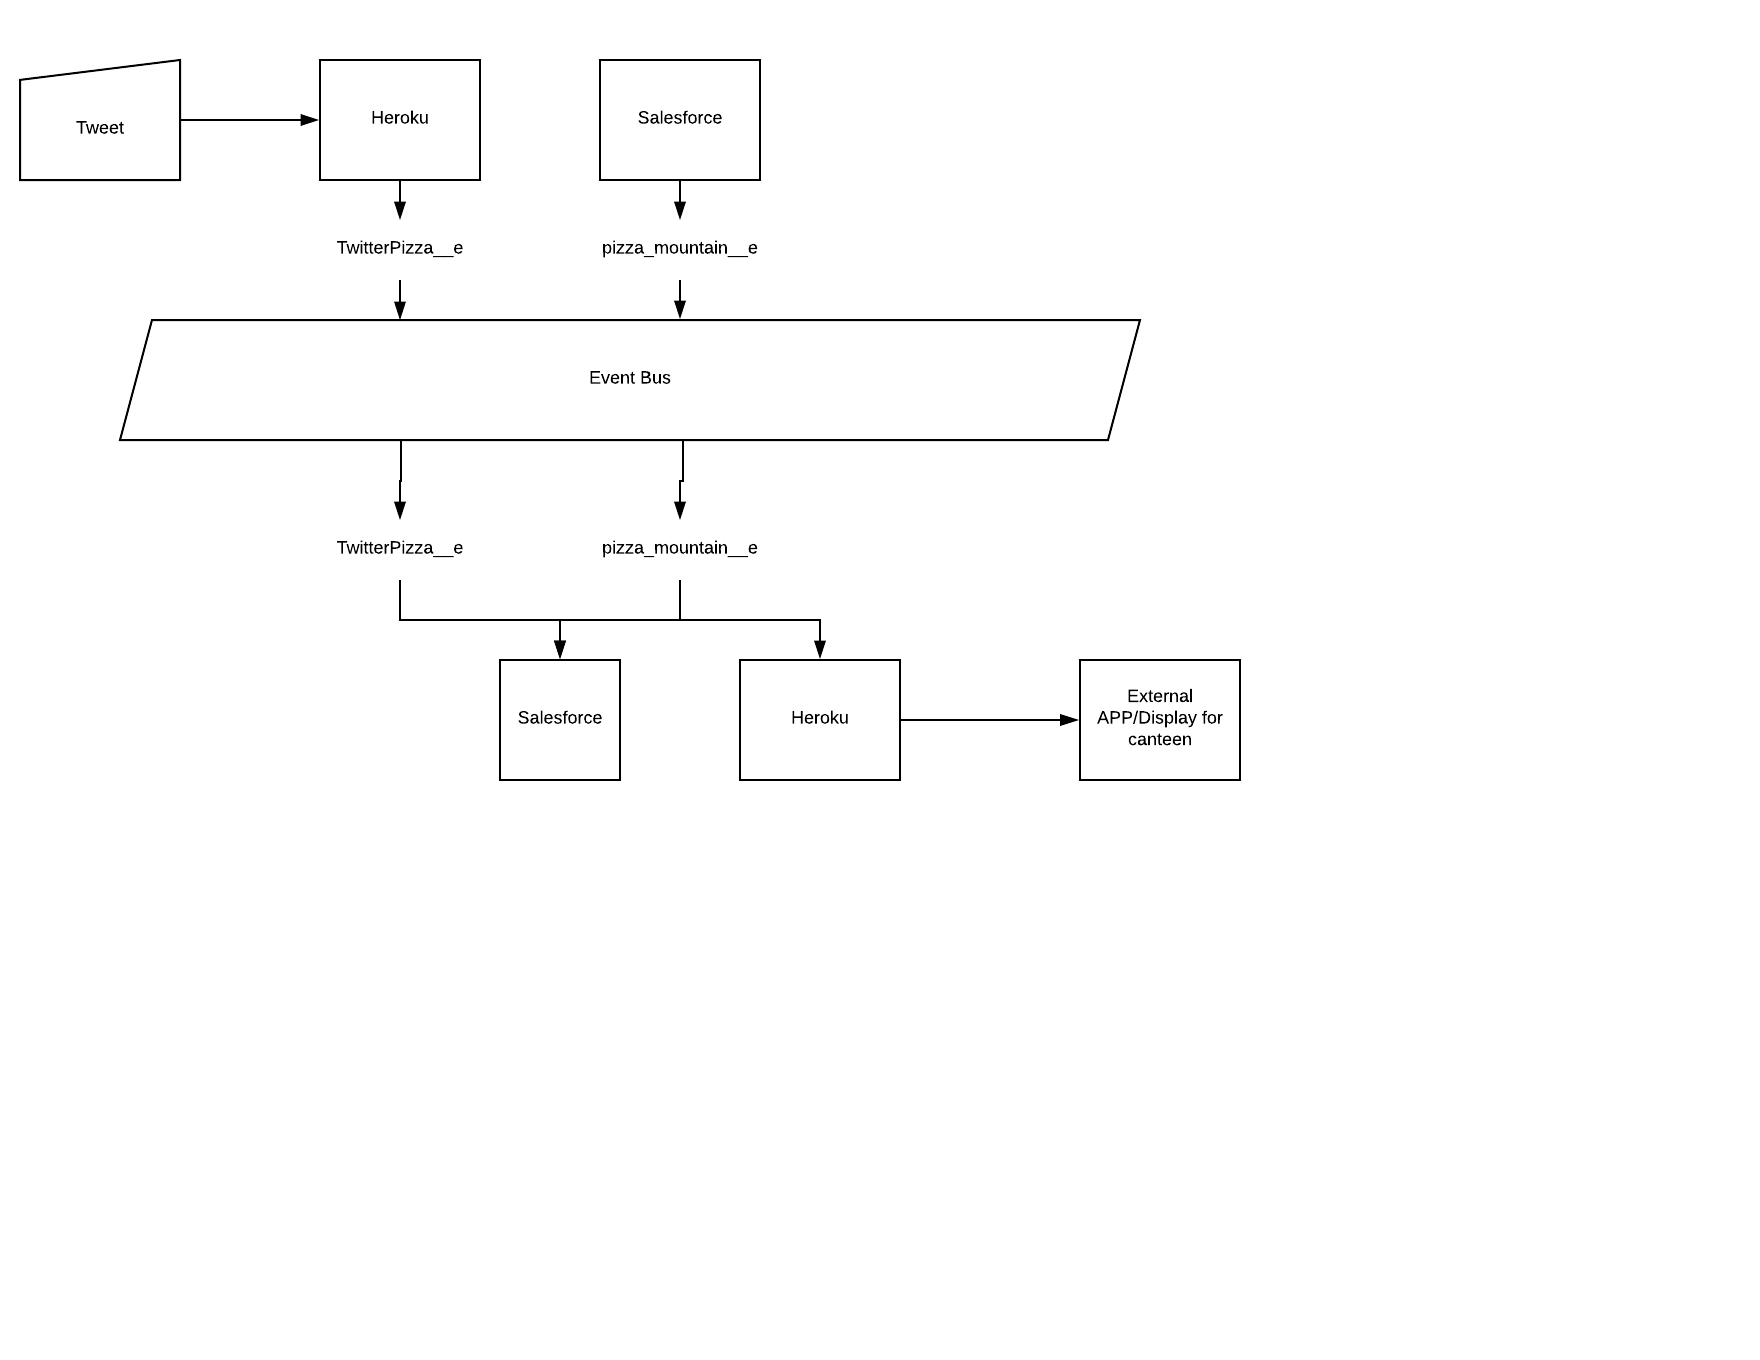 Tweet
Heroku
Salesforce
TwitterPizza__e
pizza_mountain__e
Event Bus
TwitterPizza__e
pizza_mountain__e
Salesforce
Heroku
External
APP/Display for
canteen